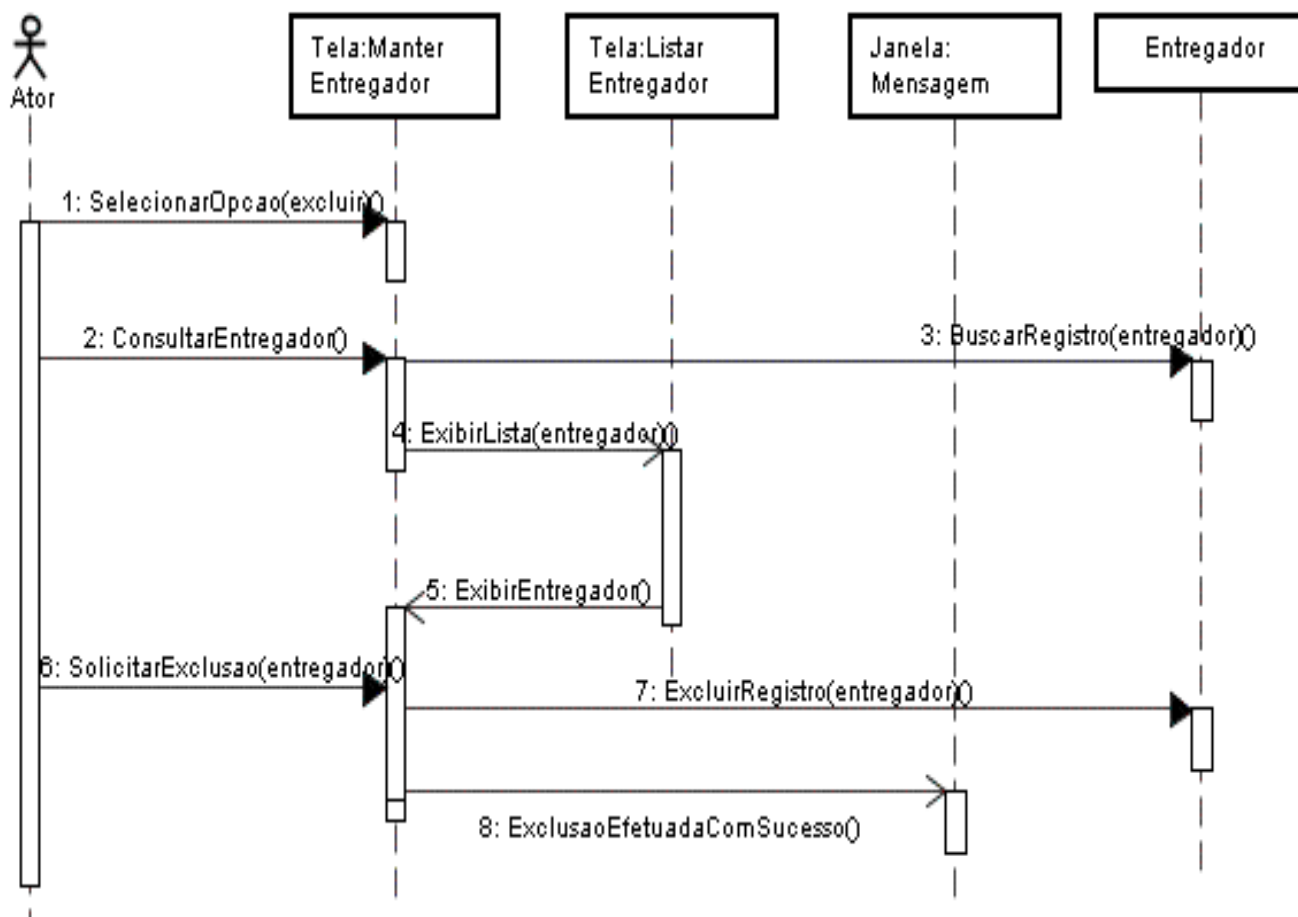 Ator
Tela:Manter
Entregador
Tela:Listar
Entregador
Janela:
Mensagem
Entregador
1: SelecionarOpcao(excluir)()
2: ConsultarEntregador()
3: BuscarRegistro(entregador)()
4: ExibirLista(entregador)()
5: ExibirEntregador()
6: SolicitarExclusao(entregador)()
7: ExcluirRegistro(entregador)()
8: ExclusaoEfetuadaComSucesso()